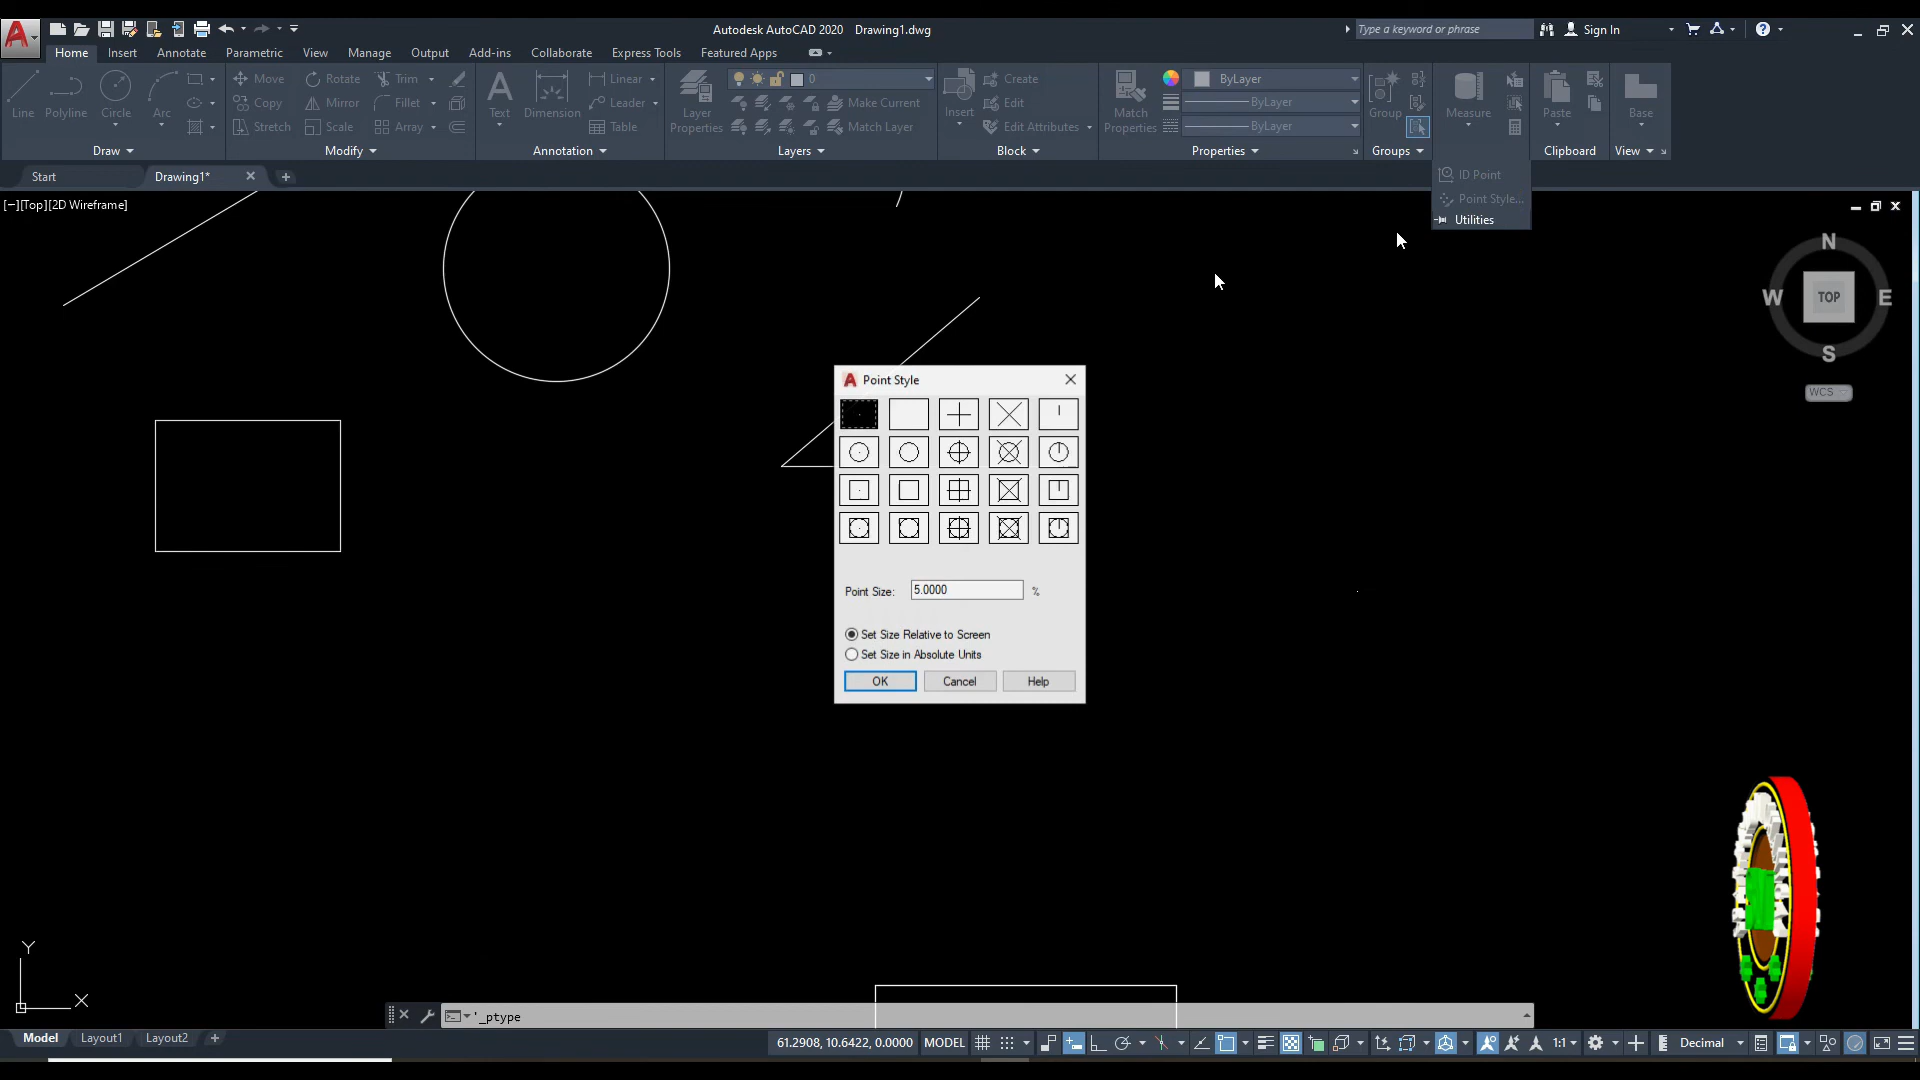 Autodesk AutoCAD 2020 Drawing1.dwg
Type a keyword or phrase
Sign In
Home Insert Annotate Parametric View Manage Output Add-ins Collaborate Express Tools Featured Apps
Line Polyline Circle Arc
Move Rotate Trim
Copy Mirror Fillet
Stretch Scale Array
Text Dimension
Linear
Leader
Table
Layer Properties
0
Make Current
Match Layer
Insert
Create
Edit
Edit Attributes
Match Properties
ByLayer
ByLayer
ByLayer
Group
Measure
Paste
Base
Draw Modify Annotation Layers Block Properties Groups Clipboard View
ID Point
Point Style...
Utilities
Start Drawing1*
[−][Top][2D Wireframe]
N
W TOP E
S
WCS
Point Style
Point Size: 5.0000 %
Set Size Relative to Screen
Set Size in Absolute Units
OK Cancel Help
Y
X
'_ptype
Model Layout1 Layout2
61.2908, 10.6422, 0.0000 MODEL
1:1
Decimal